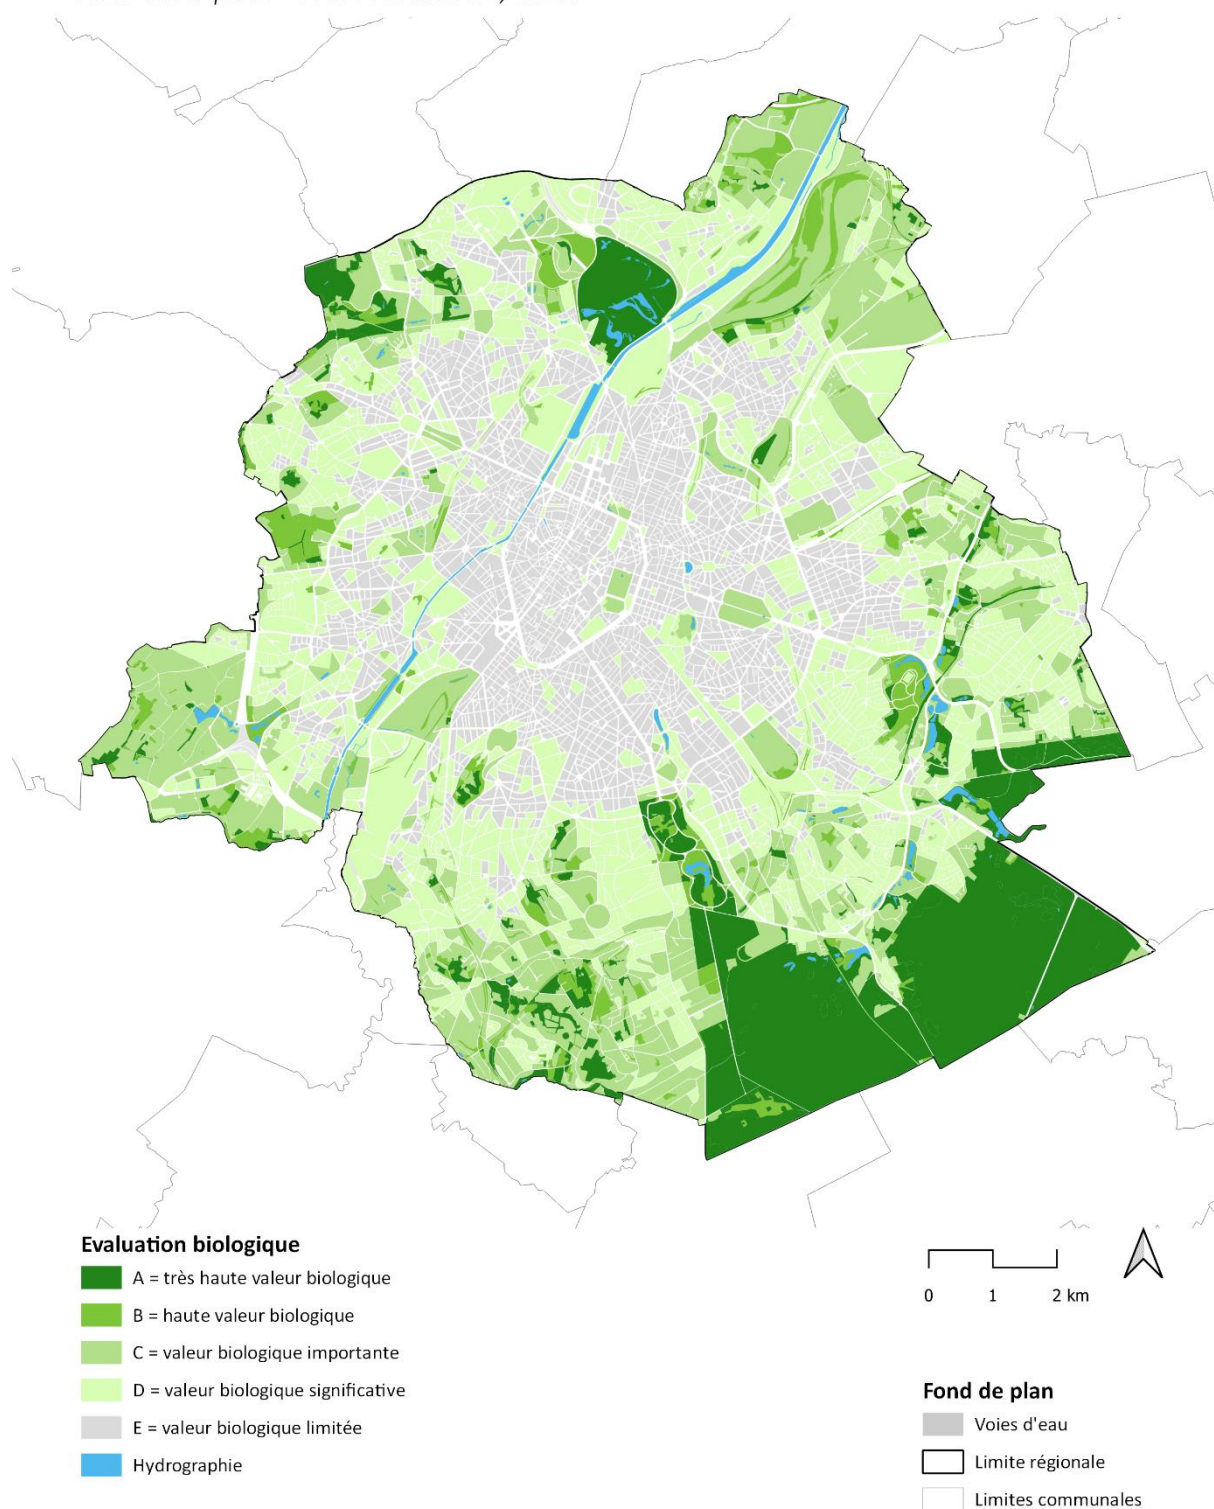 Evaluation biologique
A = très haute valeur biologique
B = haute valeur biologique
C = valeur biologique importante
D = valeur biologique significative
E = valeur biologique limitée
Hydrographie
0 1 2 km
Fond de plan
Voies d'eau
Limite régionale
Limites communales